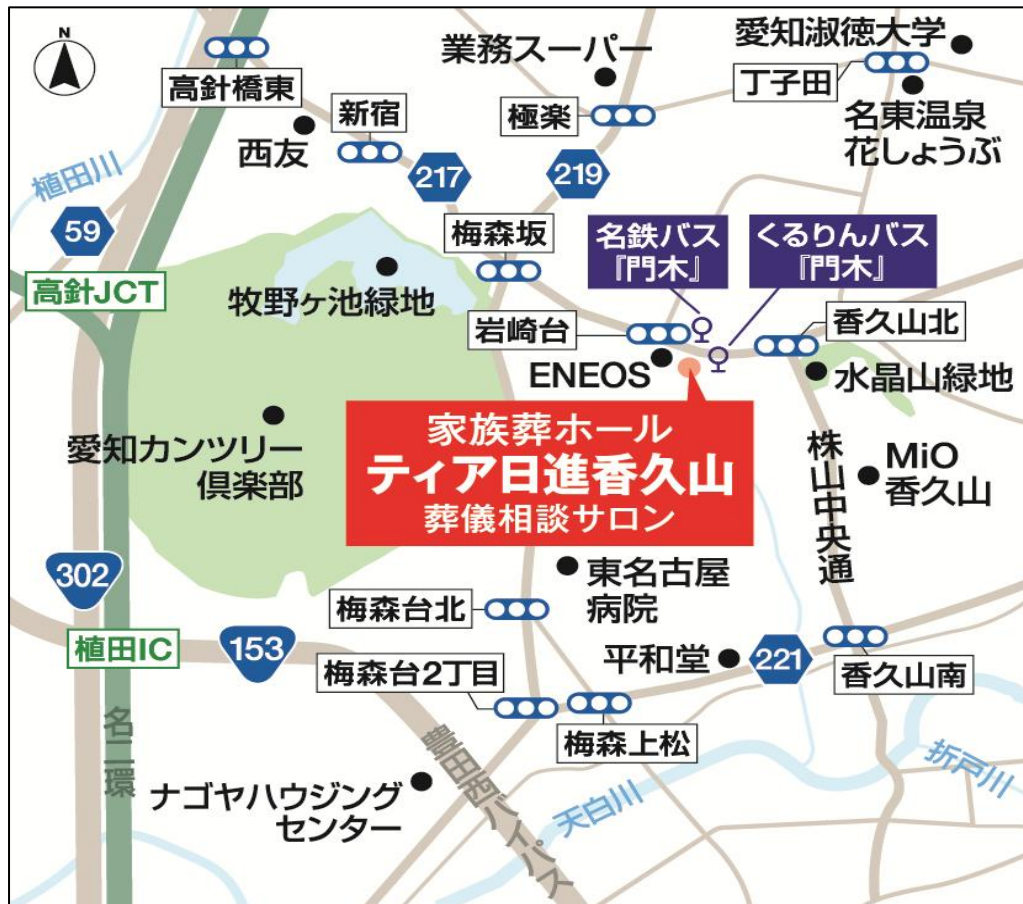 N
業務スーパー
愛知淑徳大学
高針橋東
丁子田
新宿
極楽
名東温泉
花しょうぶ
西友
植田川
217
219
59
梅森坂
名鉄バス
『門木』
くるりんバス
『門木』
高針JCT
牧野ヶ池緑地
岩崎台
香久山北
ENEOS
水晶山緑地
愛知カンツリー
倶楽部
家族葬ホール
ティア日進香久山
葬儀相談サロン
株山中央通
MiO
香久山
302
東名古屋
病院
梅森台北
植田IC
153
平和堂
221
梅森台2丁目
香久山南
梅森上松
名二環
豊田西バイパス
折戸川
天白川
ナゴヤハウジング
センター